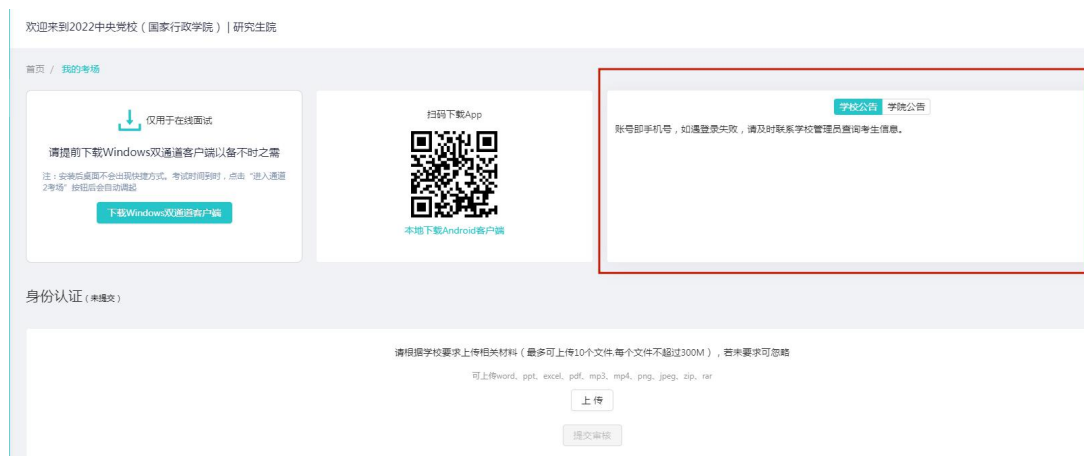 欢迎来到2022中央党校（国家行政学院）|研究生院
首页 / 我的考场
仅用于在线面试
请提前下载Windows双通道客户端以备不时之需
注：安装后桌面不会出现快捷方式。考试时间到时，点击“进入通道
2考场”按钮后会自动调起
下载Windows双通道客户端
扫码下载App
本地下载Android客户端
学校公告 学院公告
账号即手机号，如遇登录失败，请及时联系学校管理员查询考生信息。
身份认证（未提交）
请根据学校要求上传相关材料（最多可上传10个文件.每个文件不超过300M），若未要求可忽略
可上传word、ppt、excel、pdf、mp3、mp4、png、jpeg、zip、rar
上 传
提交审核